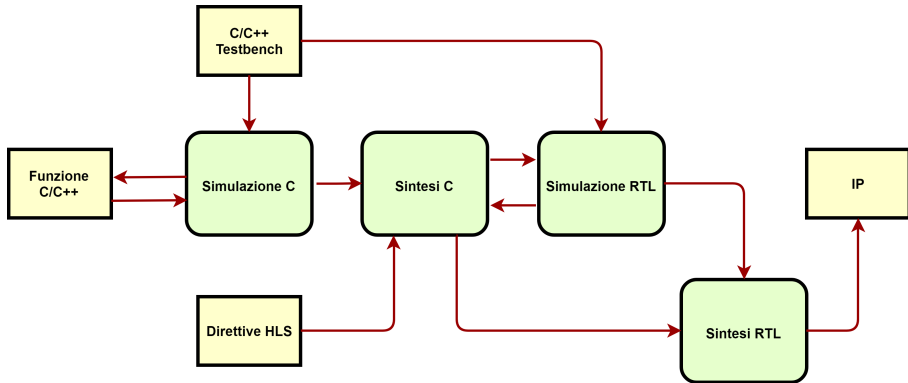 C/C++
Testbench
Funzione
C/C++
Simulazione C
Sintesi C
Simulazione RTL
IP
Direttive HLS
Sintesi RTL